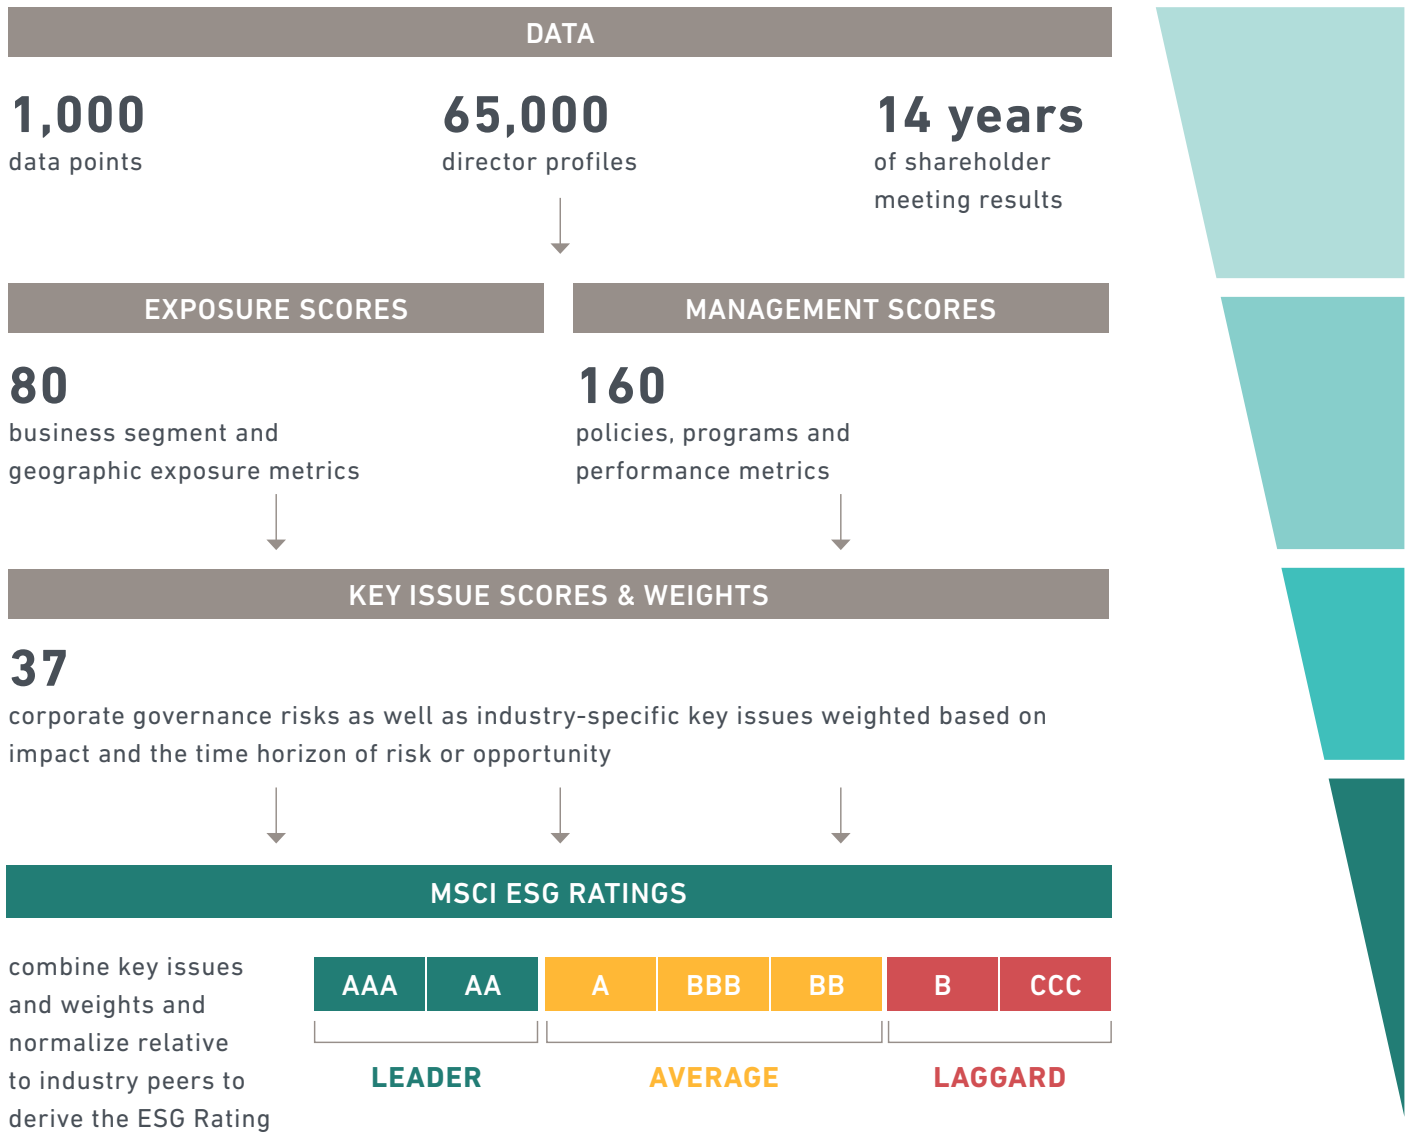 DATA
1,000
data points
65,000
director profiles
14 years
of shareholder
meeting results
EXPOSURE SCORES
80
business segment and
geographic exposure metrics
MANAGEMENT SCORES
160
policies, programs and
performance metrics
KEY ISSUE SCORES & WEIGHTS
37
corporate governance risks as well as industry-specific key issues weighted based on
impact and the time horizon of risk or opportunity
MSCI ESG RATINGS
combine key issues
and weights and
normalize relative
to industry peers to
derive the ESG Rating
AAA AA A BBB BB B CCC
LEADER AVERAGE LAGGARD